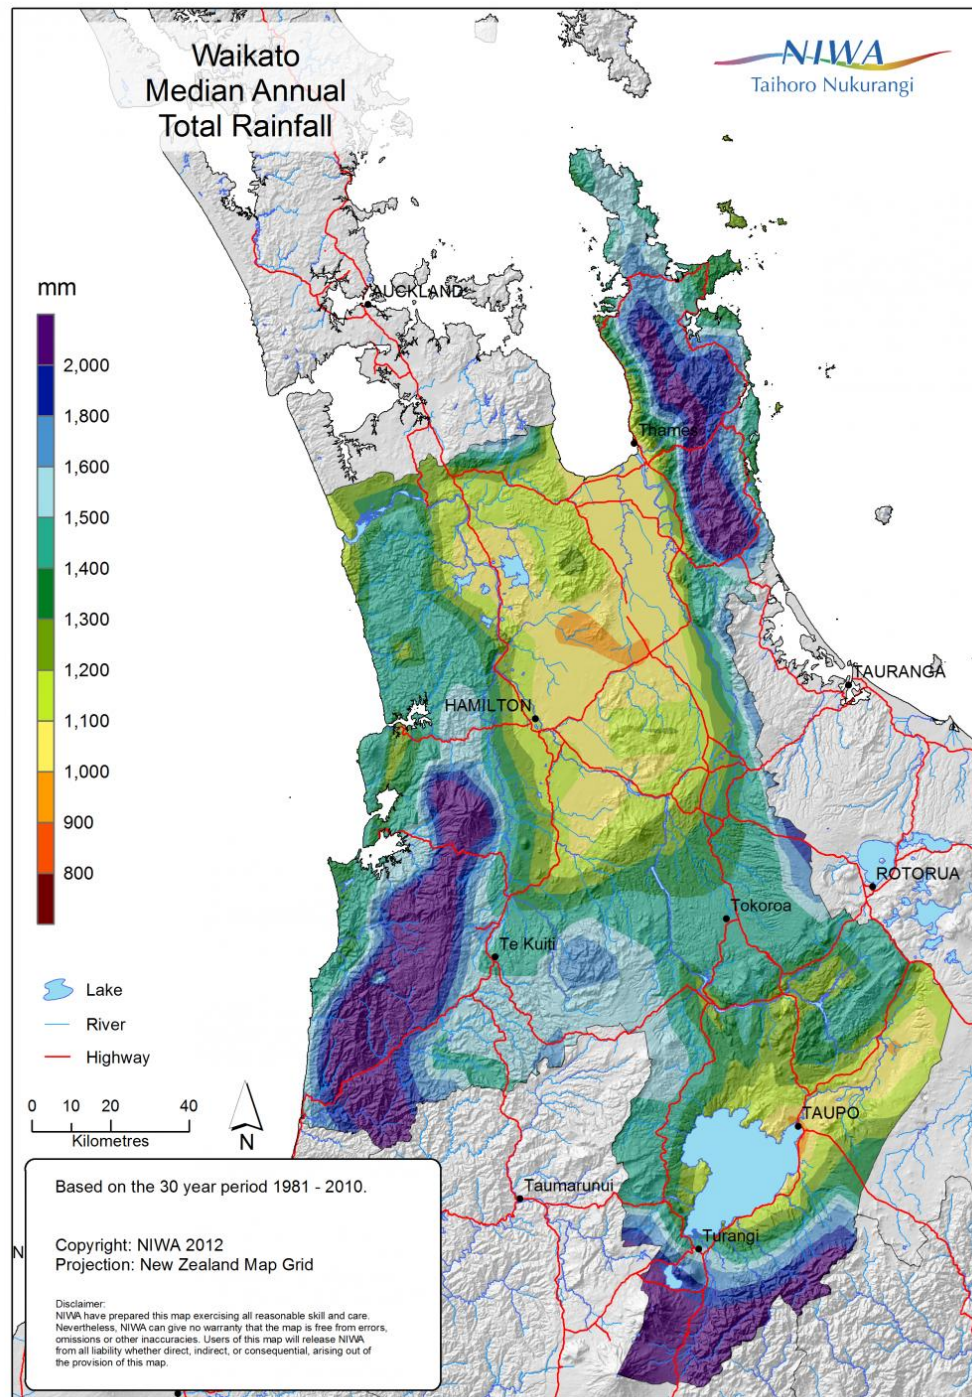 Waikato
Median Annual
Total Rainfall
NIWA
Taihoro Nukurangi
mm
2,000
1,800
1,600
1,500
1,400
1,300
1,200
1,100
1,000
900
800
AUCKLAND
Thames
TAURANGA
HAMILTON
ROTORUA
Tokoroa
Te Kuiti
TAUPO
Taumarunui
Turangi
Lake
River
Highway
0 10 20 40
Kilometres
N
Based on the 30 year period 1981 - 2010.
Copyright: NIWA 2012
Projection: New Zealand Map Grid
Disclaimer:
NIWA have prepared this map exercising all reasonable skill and care.
Nevertheless, NIWA can give no warranty that the map is free from errors,
omissions or other inaccuracies. Users of this map will release NIWA
from all liability whether direct, indirect, or consequential, arising out of
the provision of this map.
N